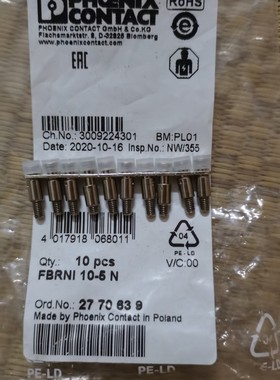 PHOENIX
CONTACT
PHOENIX CONTACT GmbH & Co.KG
Flachsmarktstr. 8, D-32825 Blomberg
www.phoenixcontact.com
RoHS
EAC
Ch.No.: 3009224301 BM:PL01
Date: 2020-10-16 Insp.No.: NW/355
4 017918 068011
04
PE-LD
Qty.: 10 pcs V/C:00
FBRNI 10-5 N
Ord.No.: 27 70 63 9
Made by Phoenix Contact in Poland
PE-LD
PE-LD